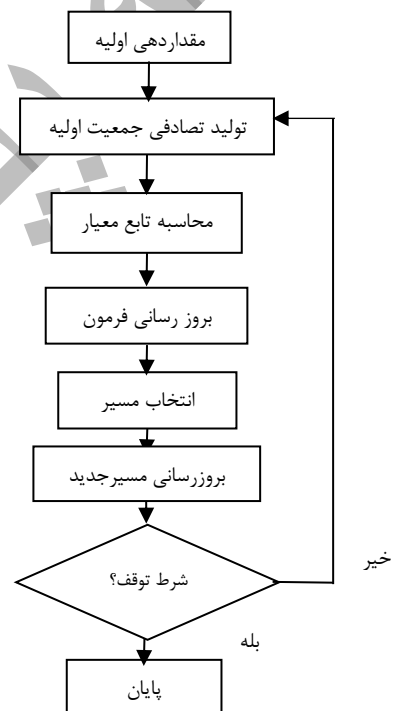 مقداردهی اولیه
تولید تصادفی جمعیت اولیه
محاسبه تابع معیار
بروز رسانی فرمون
انتخاب مسیر
بروزرسانی مسیرجدید
شرط توقف؟
خیر
بله
پایان